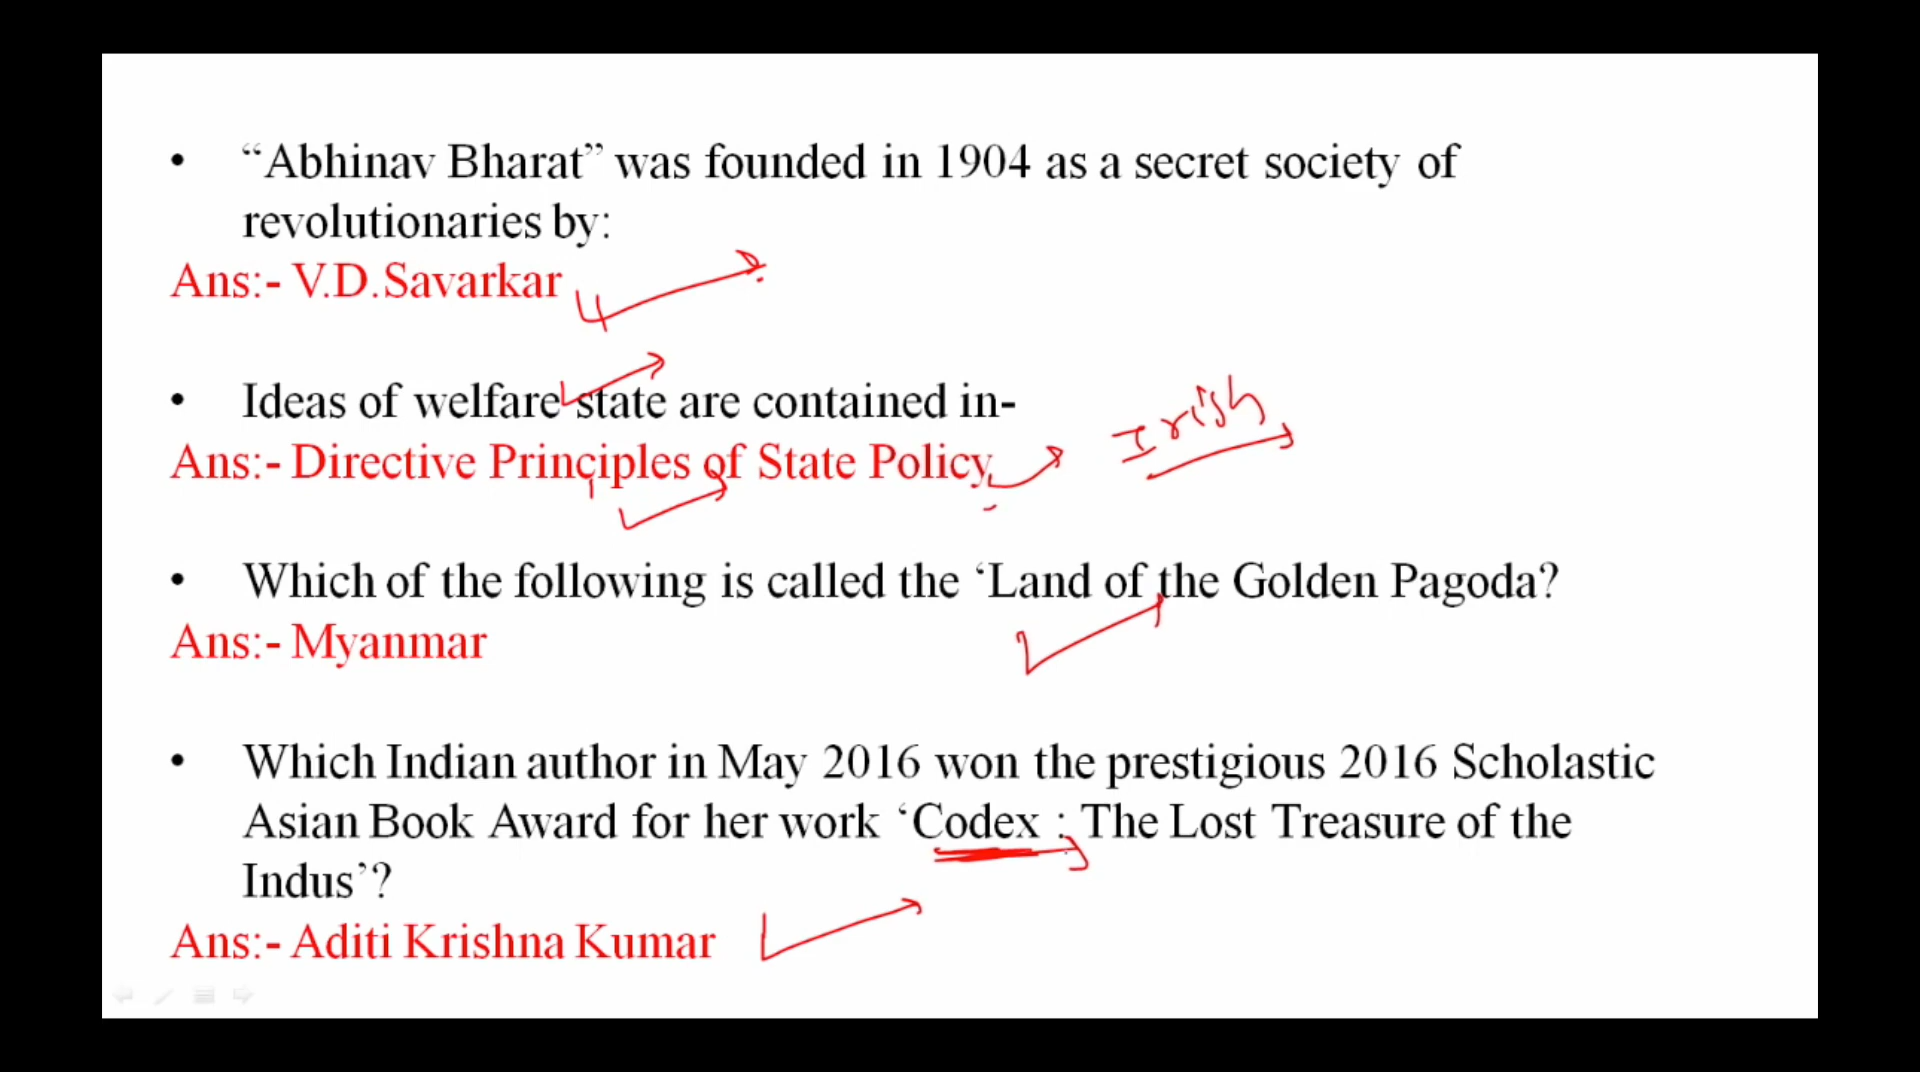 • “Abhinav Bharat” was founded in 1904 as a secret society of
revolutionaries by:
Ans:- V.D.Savarkar
• Ideas of welfare state are contained in-
Ans:- Directive Principles of State Policy
Irish
• Which of the following is called the ‘Land of the Golden Pagoda?
Ans:- Myanmar
• Which Indian author in May 2016 won the prestigious 2016 Scholastic
Asian Book Award for her work ‘Codex : The Lost Treasure of the
Indus’?
Ans:- Aditi Krishna Kumar